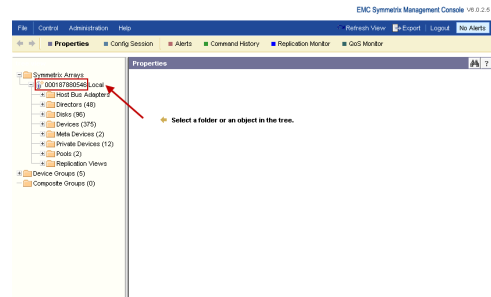 EMC Symmetrix Management Console V6.0.2.5
File Control Administration Help Refresh View Export Logout No Alerts
Properties Config Session Alerts Command History Replication Monitor QoS Monitor
Properties ?
Symmetrix Arrays
000187880546 Local
Host Bus Adapters
Directors (48)
Disks (96)
Devices (375)
Meta Devices (2)
Private Devices (12)
Pools (2)
Replication Views
Device Groups (5)
Composite Groups (0)
Select a folder or an object in the tree.